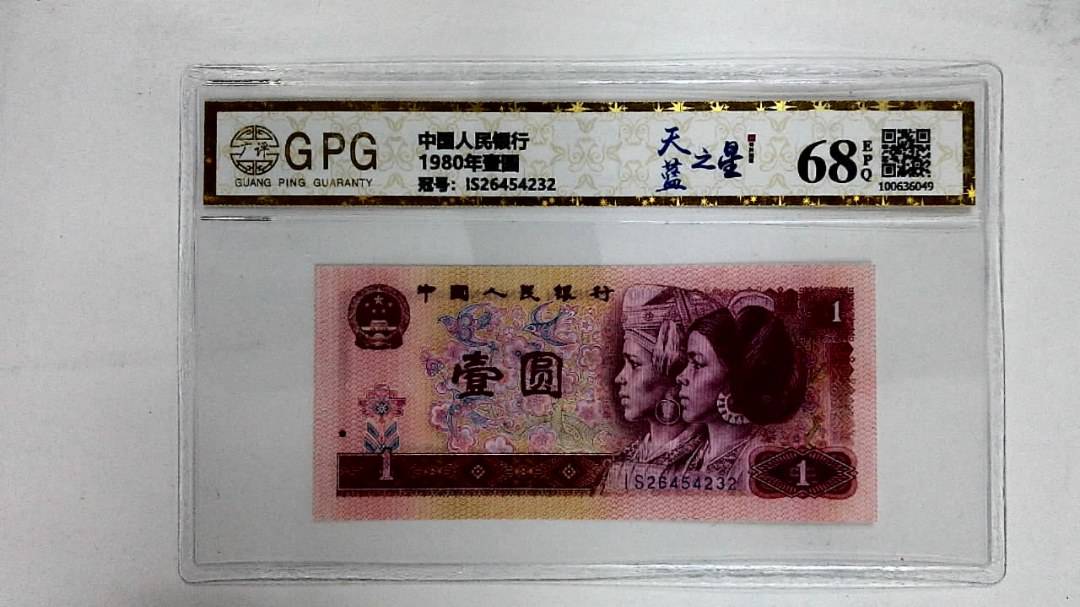 广评
GPG
GUANG PING GUARANTY
中国人民银行
1980年壹圆
冠号：IS26454232
天蓝之星
68
EPQ
100636049
中国人民银行
1
壹圆
1
IS26454232
1